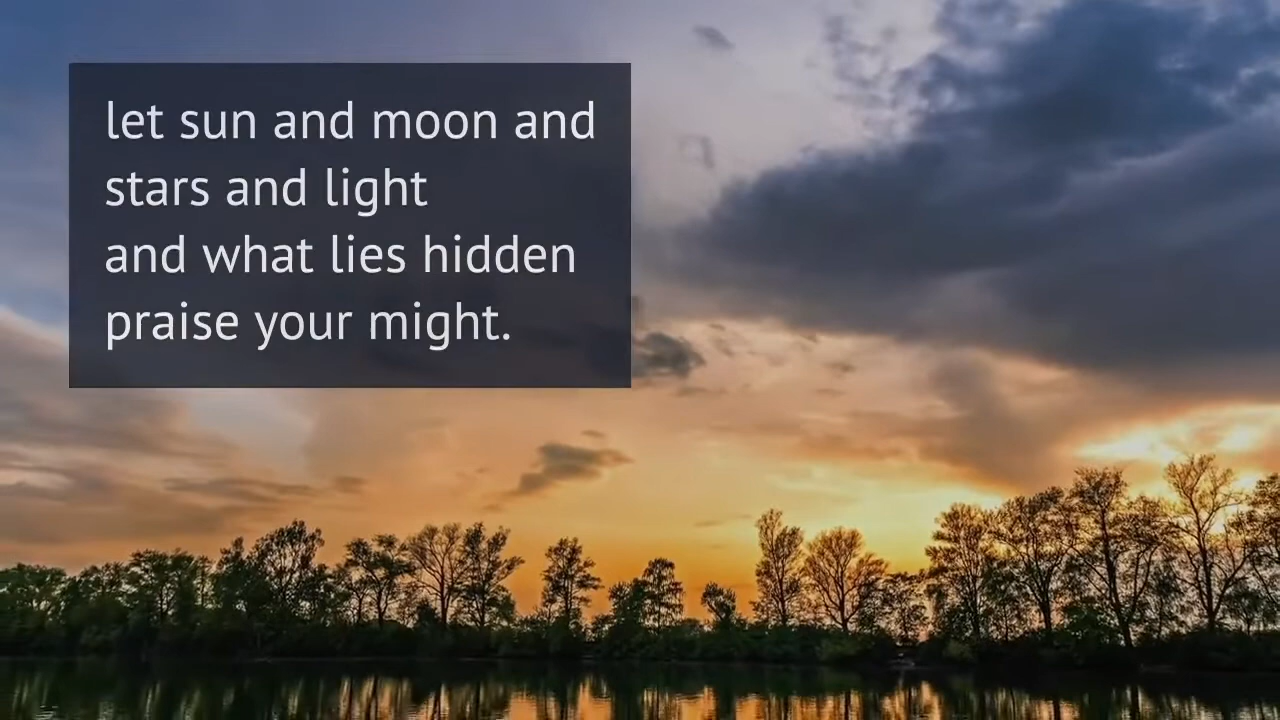 let sun and moon and
stars and light
and what lies hidden
praise your might.